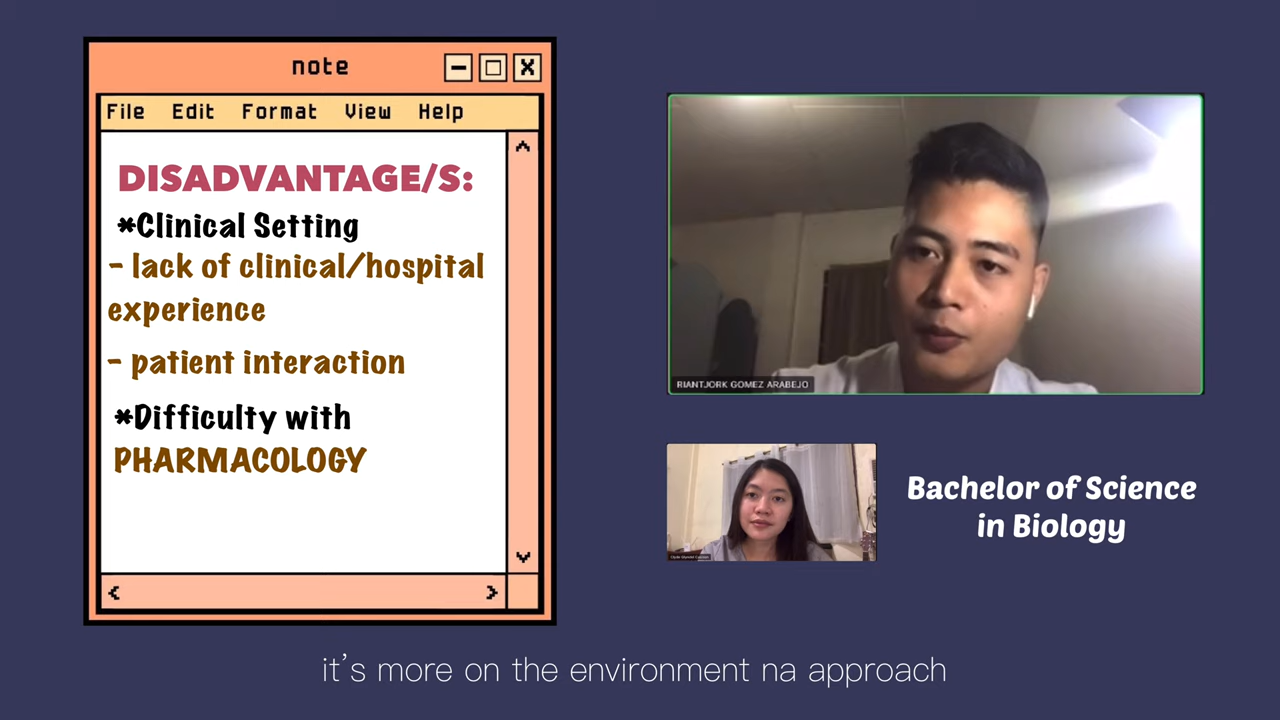 note
File Edit Format View Help
DISADVANTAGE/S:
*Clinical Setting
- lack of clinical/hospital
experience
- patient interaction
*Difficulty with
PHARMACOLOGY
RIANTJORK GOMEZ ARABEJO
Bachelor of Science
in Biology
it's more on the environment na approach